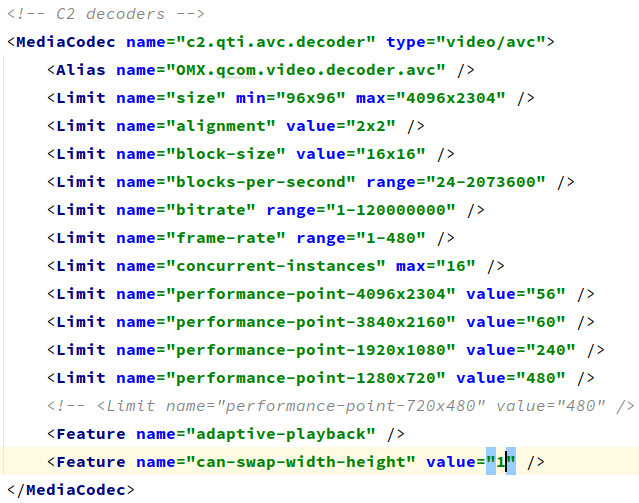 <!-- C2 decoders -->
<MediaCodec name="c2.qti.avc.decoder" type="video/avc">
<Alias name="OMX.qcom.video.decoder.avc" />
<Limit name="size" min="96x96" max="4096x2304" />
<Limit name="alignment" value="2x2" />
<Limit name="block-size" value="16x16" />
<Limit name="blocks-per-second" range="24-2073600" />
<Limit name="bitrate" range="1-120000000" />
<Limit name="frame-rate" range="1-480" />
<Limit name="concurrent-instances" max="16" />
<Limit name="performance-point-4096x2304" value="56" />
<Limit name="performance-point-3840x2160" value="60" />
<Limit name="performance-point-1920x1080" value="240" />
<Limit name="performance-point-1280x720" value="480" />
<!-- <Limit name="performance-point-720x480" value="480" />
<Feature name="adaptive-playback" />
<Feature name="can-swap-width-height" value="1" />
</MediaCodec>